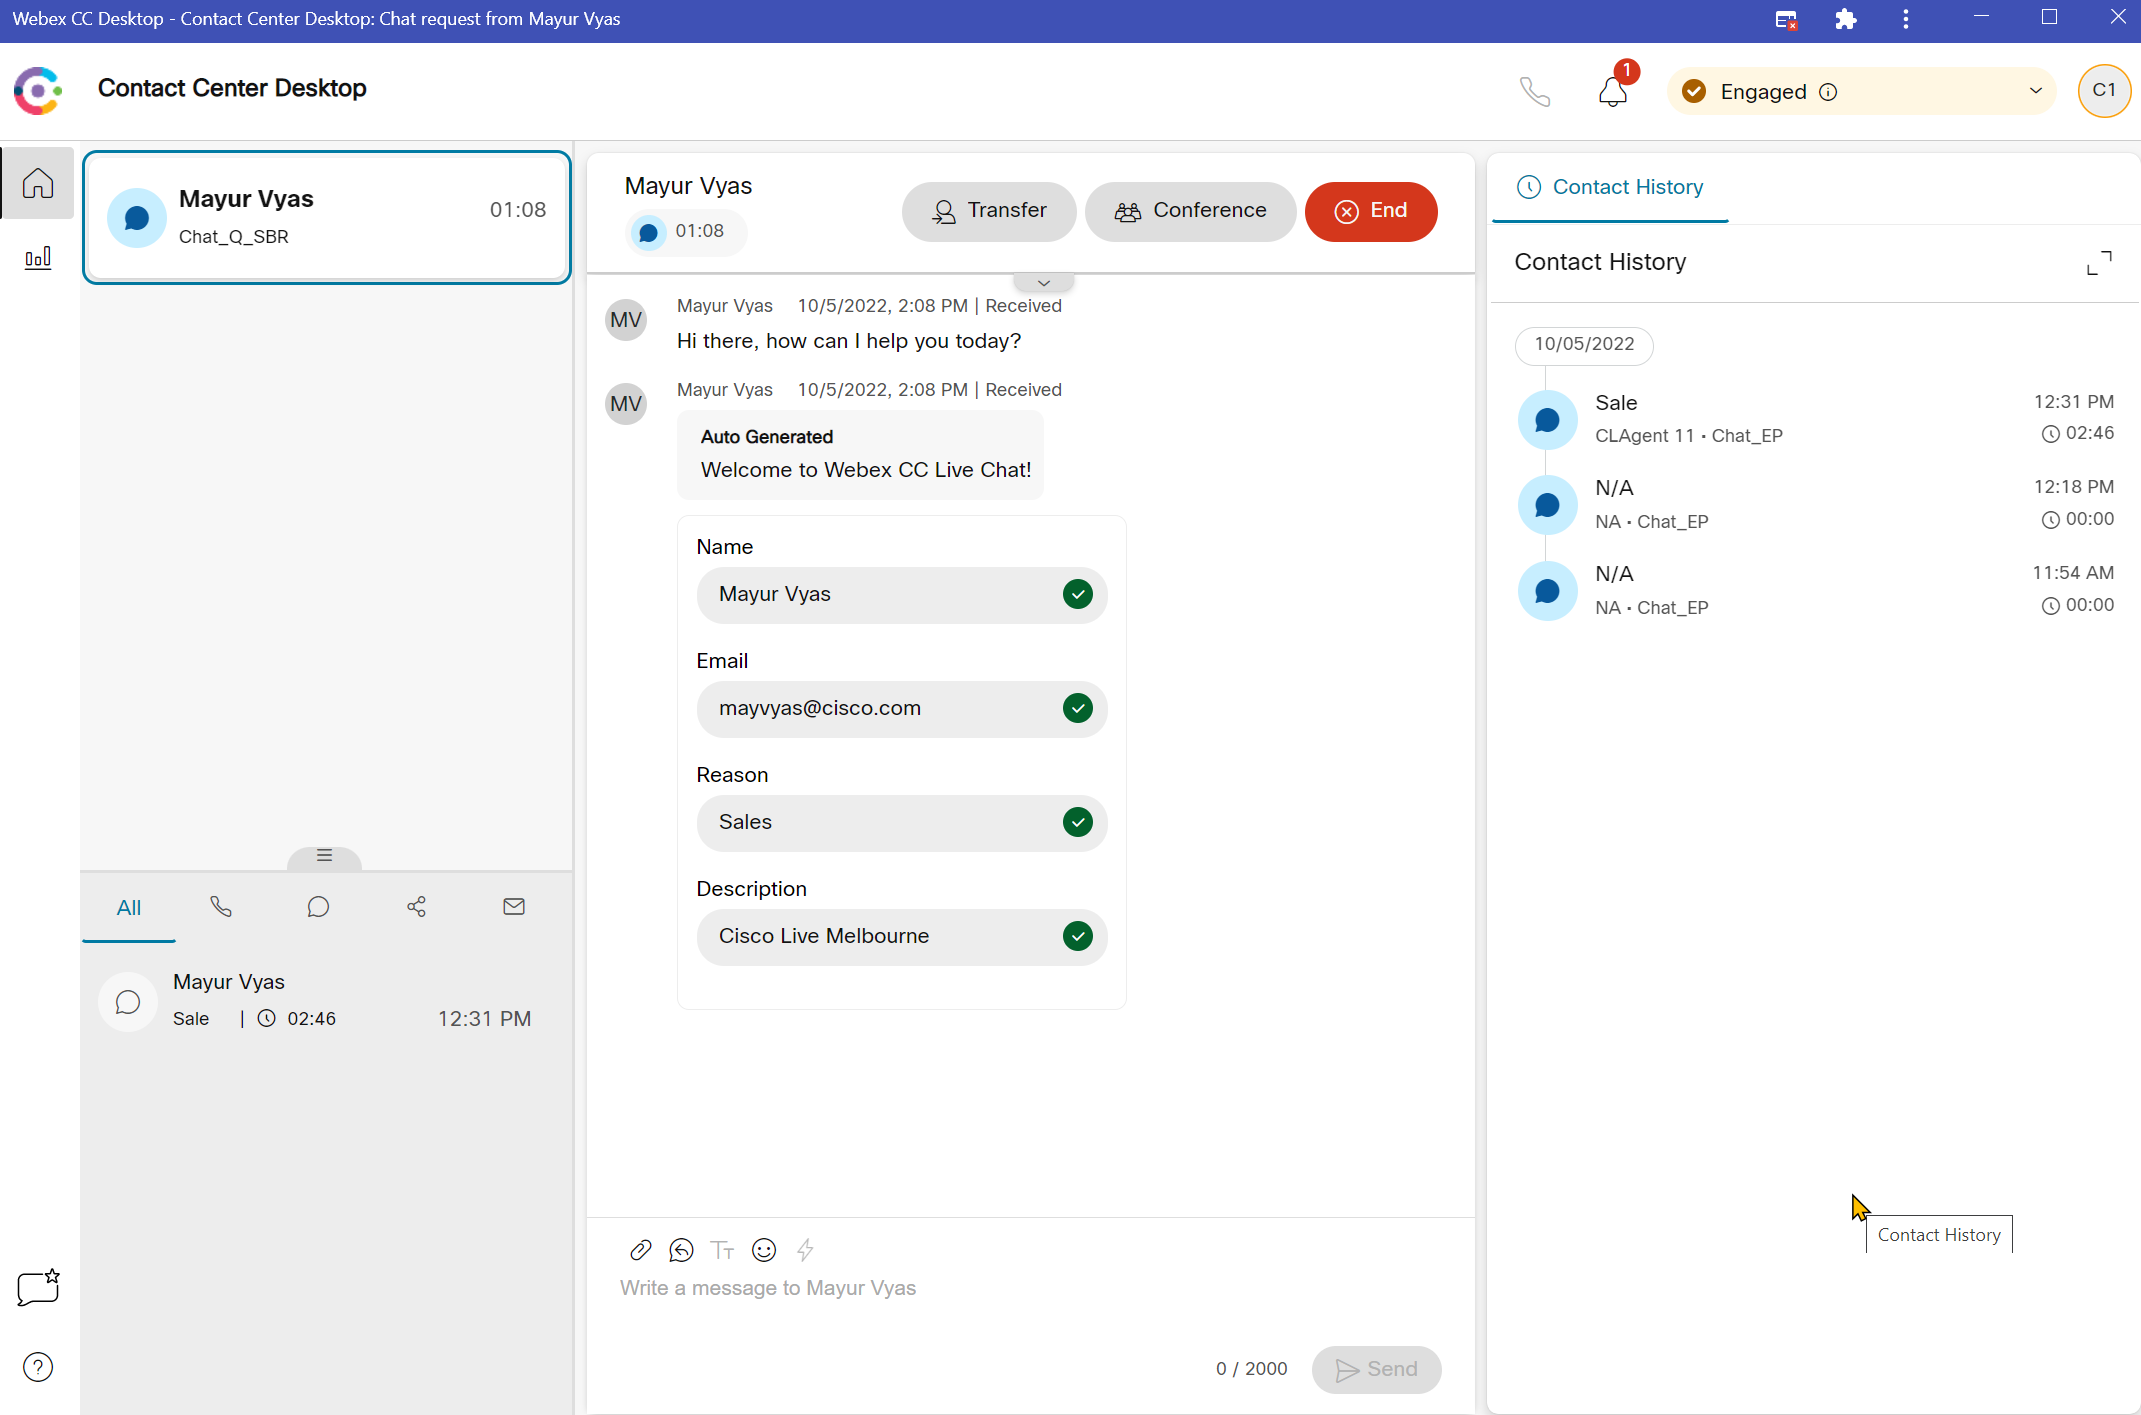 Webex CC Desktop - Contact Center Desktop: Chat request from Mayur Vyas
Contact Center Desktop
1
Engaged
C1
Mayur Vyas
01:08
Chat_Q_SBR
Mayur Vyas
01:08
Transfer
Conference
End
Mayur Vyas 10/5/2022, 2:08 PM | Received
MV
Hi there, how can I help you today?
Mayur Vyas 10/5/2022, 2:08 PM | Received
MV
Auto Generated
Welcome to Webex CC Live Chat!
Name
Mayur Vyas
Email
mayvyas@cisco.com
Reason
Sales
Description
Cisco Live Melbourne
Write a message to Mayur Vyas
0 / 2000
Send
Contact History
Contact History
10/05/2022
Sale 12:31 PM
CLAgent 11 • Chat_EP 02:46
N/A 12:18 PM
NA • Chat_EP 00:00
N/A 11:54 AM
NA • Chat_EP 00:00
Contact History
All
Mayur Vyas
Sale | 02:46 12:31 PM